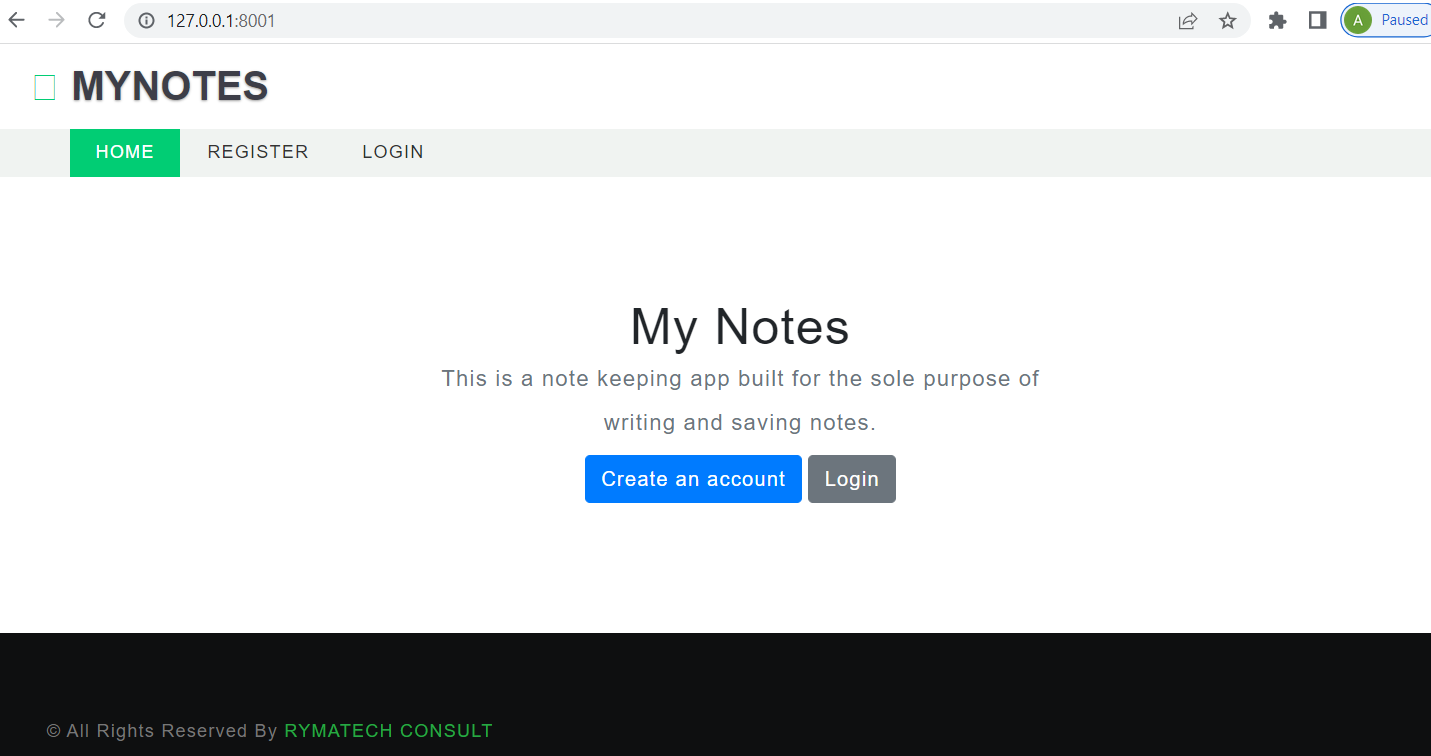 127.0.0.1:8001
A Paused
MYNOTES
HOME REGISTER LOGIN
My Notes
This is a note keeping app built for the sole purpose of
writing and saving notes.
Create an account Login
© All Rights Reserved By RYMATECH CONSULT